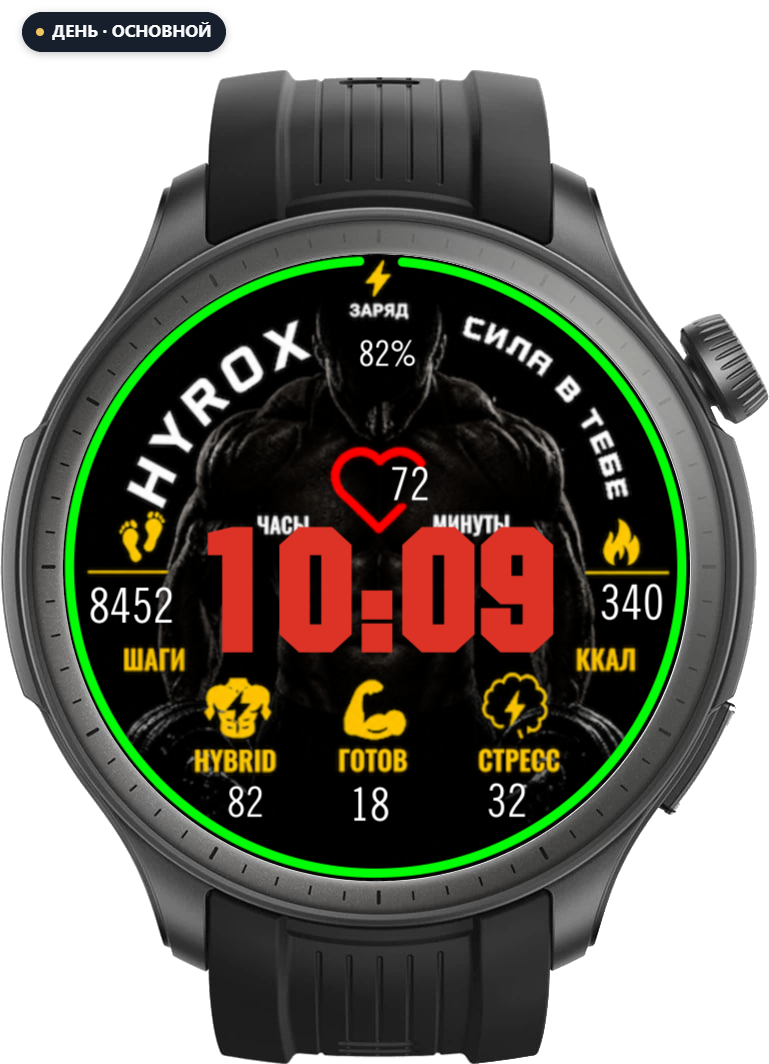 ДЕНЬ · ОСНОВНОЙ
ЗАРЯД
82%
HYROX
СИЛА В ТЕБЕ
72
ЧАСЫ
МИНУТЫ
10:09
8452
340
ШАГИ
ККАЛ
HYBRID
ГОТОВ
СТРЕСС
82
18
32